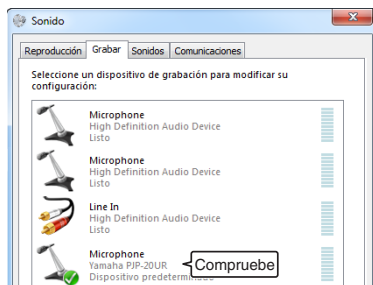 Sonido
Reproducción Grabar Sonidos Comunicaciones
Seleccione un dispositivo de grabación para modificar su
configuración:
Microphone
High Definition Audio Device
Listo
Microphone
High Definition Audio Device
Listo
Line In
High Definition Audio Device
Listo
Microphone
Yamaha PJP-20UR
Compruebe
Dispositivo predeterminado